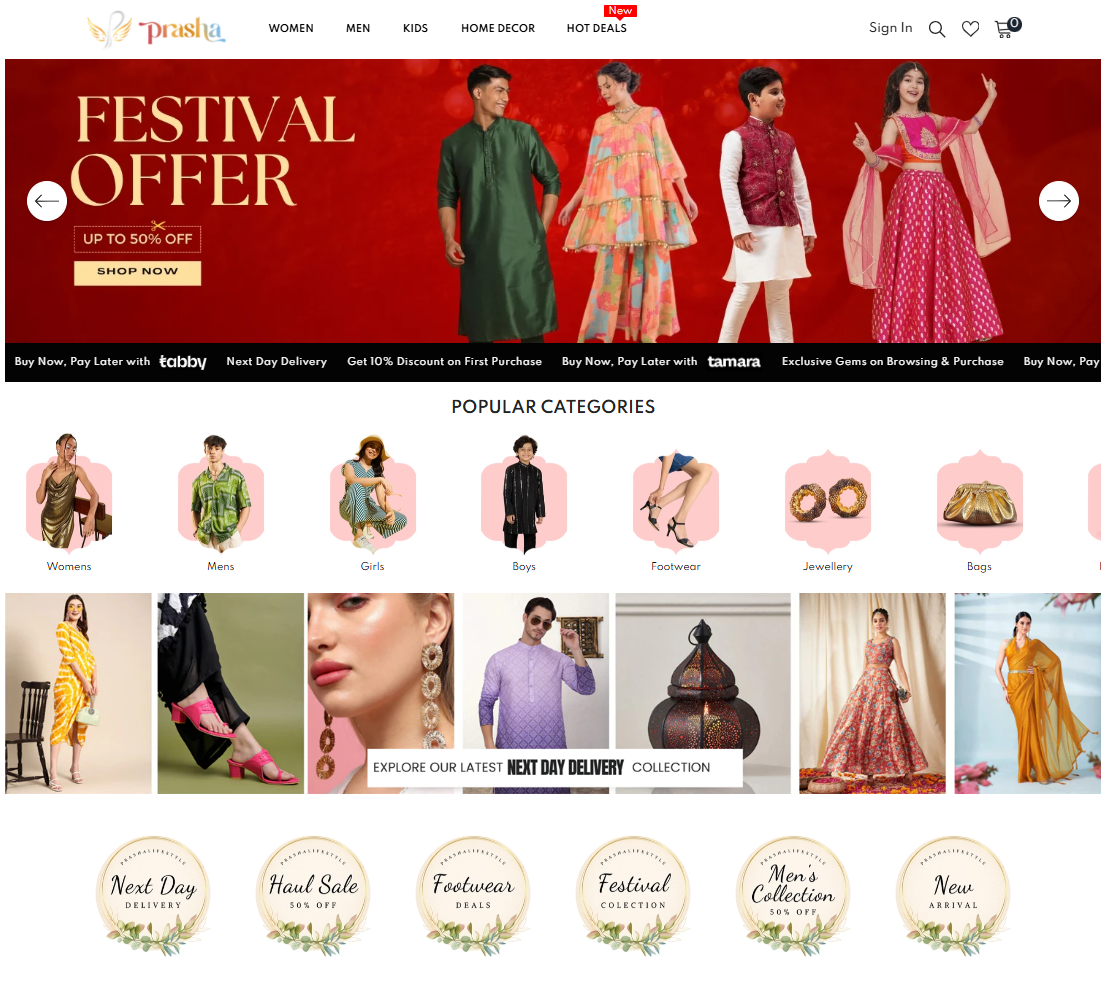 prasha
WOMEN
MEN
KIDS
HOME DECOR
HOT DEALS
New
Sign In
0
FESTIVAL
OFFER
UP TO 50% OFF
SHOP NOW
Buy Now, Pay Later with tabby Next Day Delivery Get 10% Discount on First Purchase Buy Now, Pay Later with tamara Exclusive Gems on Browsing & Purchase Buy Now, Pay
POPULAR CATEGORIES
Womens
Mens
Girls
Boys
Footwear
Jewellery
Bags
EXPLORE OUR LATEST NEXT DAY DELIVERY COLLECTION
PRASHALIFESTYLE
Next Day
DELIVERY
PRASHALIFESTYLE
Haul Sale
50% OFF
PRASHALIFESTYLE
Footwear
DEALS
PRASHALIFESTYLE
Festival
COLECTION
PRASHALIFESTYLE
Men's
Collection
50% OFF
PRASHALIFESTYLE
New
ARRIVAL